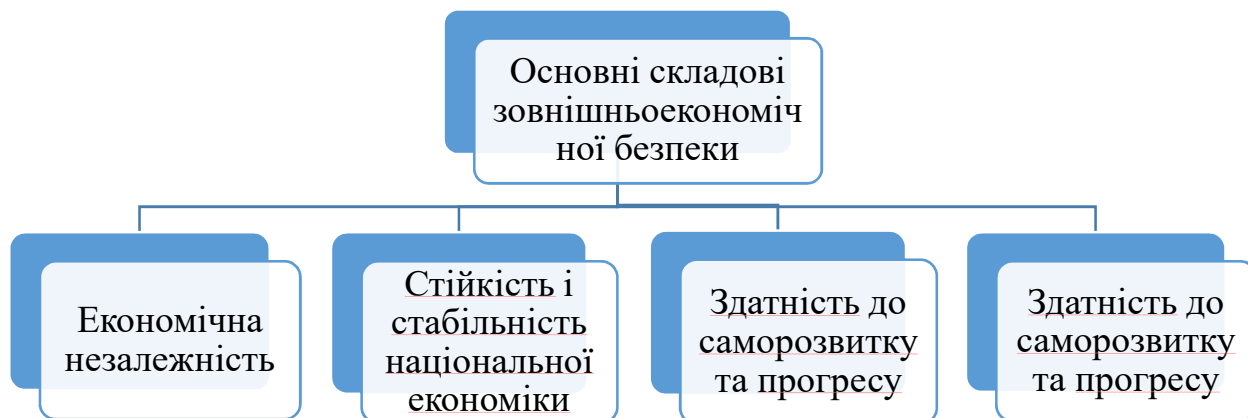 Основні складові
зовнішньоекономіч
ної безпеки
Економічна
незалежність
Стійкість і
стабільність
національної
економіки
Здатність до
саморозвитку
та прогресу
Здатність до
саморозвитку
та прогресу